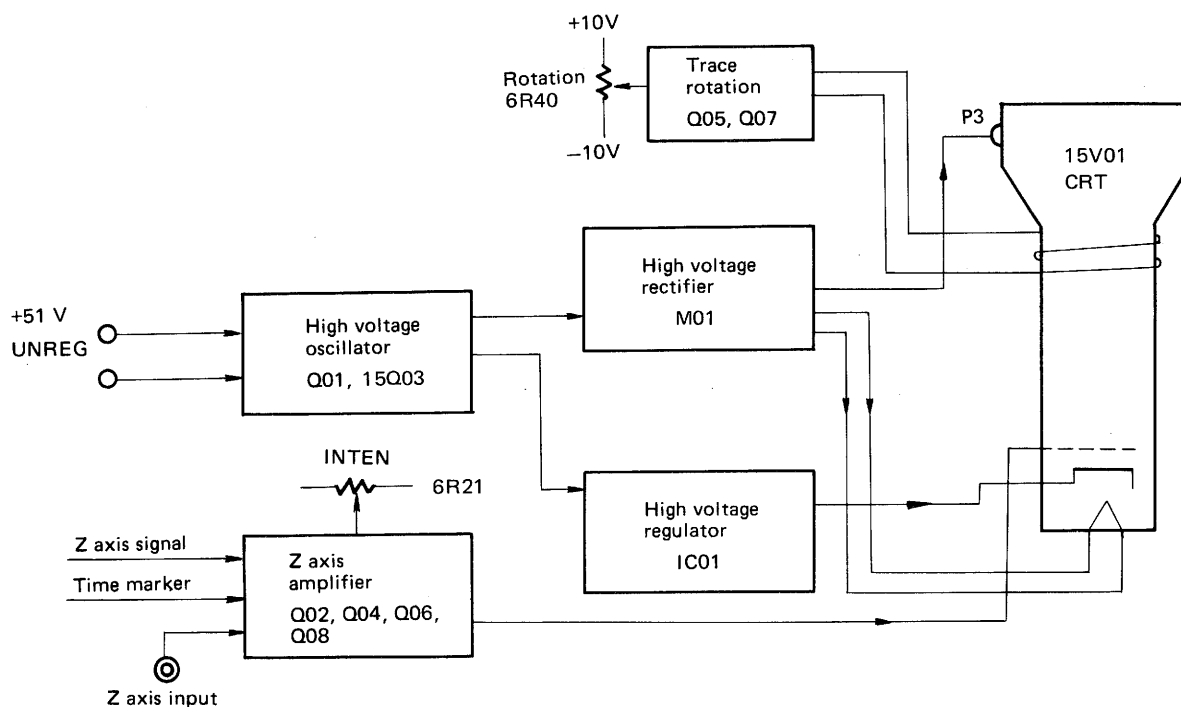 +10V
Rotation
6R40
−10V
Trace
rotation
Q05, Q07
P3
15V01
CRT
+51 V
UNREG
High voltage
oscillator
Q01, 15Q03
High voltage
rectifier
M01
INTEN
6R21
High voltage
regulator
IC01
Z axis signal
Time marker
Z axis
amplifier
Q02, Q04, Q06,
Q08
Z axis input